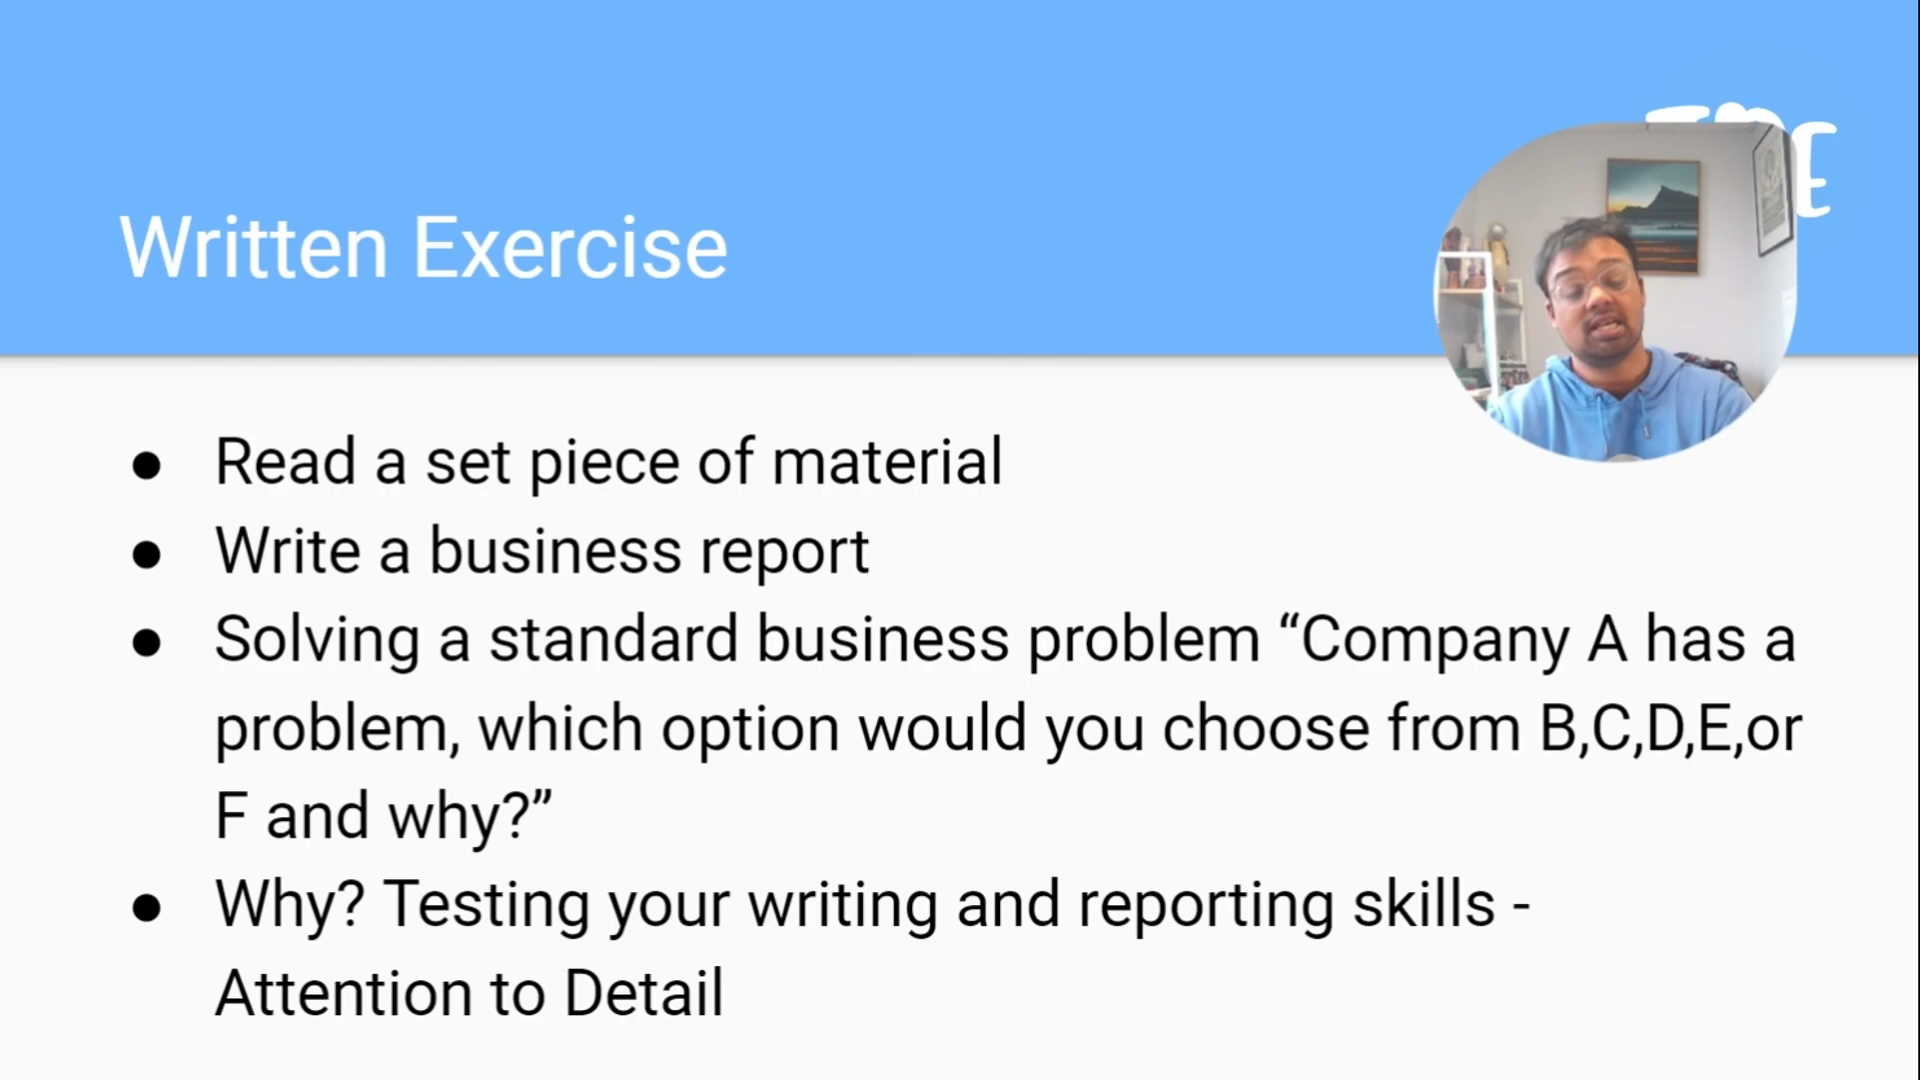 Written Exercise
● Read a set piece of material
● Write a business report
● Solving a standard business problem “Company A has a
problem, which option would you choose from B,C,D,E,or
F and why?”
● Why? Testing your writing and reporting skills -
Attention to Detail